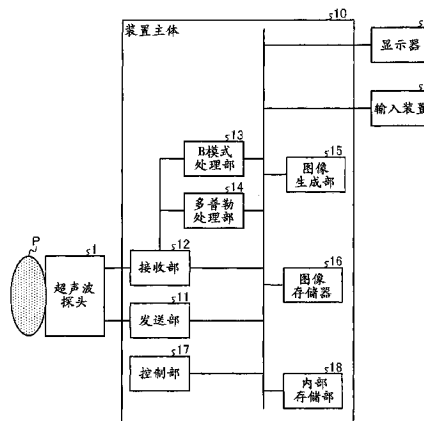 10
装置主体
显示器
输入装置
13
B模式
处理部
15
图像
生成部
14
多普勒
处理部
P
1
超声波
探头
12
接收部
16
图像
存储器
11
发送部
17
控制部
18
内部
存储部